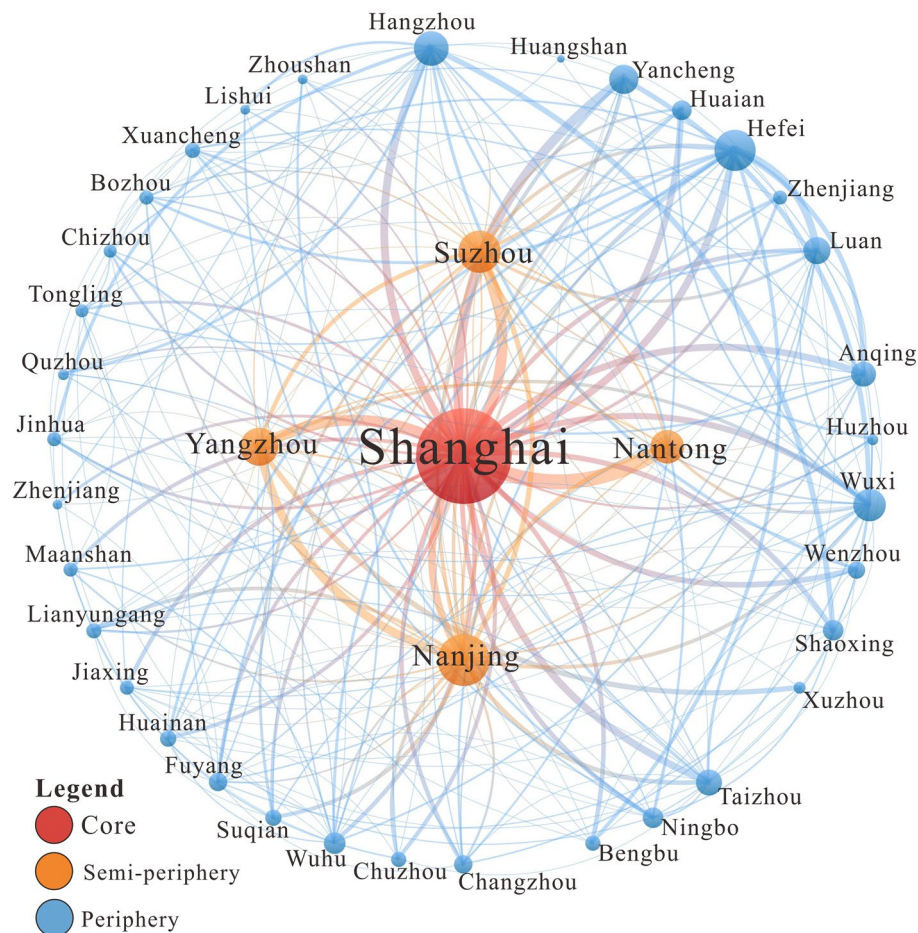 Hangzhou
Huangshan
Zhoushan
Yancheng
Lishui
Huaian
Xuancheng
Hefei
Bozhou
Zhenjiang
Chizhou
Suzhou
Luan
Tongling
Quzhou
Anqing
Jinhua
Yangzhou
Shanghai
Nantong
Huzhou
Zhenjiang
Wuxi
Maanshan
Wenzhou
Lianyungang
Nanjing
Shaoxing
Jiaxing
Xuzhou
Huainan
Fuyang
Taizhou
Suqian
Ningbo
Wuhu
Bengbu
Chuzhou
Changzhou
Legend
Core
Semi-periphery
Periphery